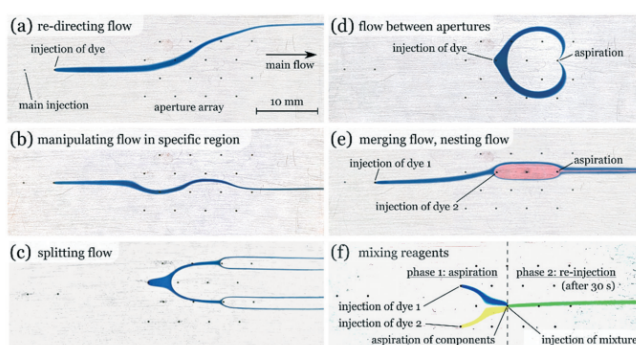 (a) re-directing flow
injection of dye
main injection
aperture array
main flow
10 mm
(b) manipulating flow in specific region
(c) splitting flow
(d) flow between apertures
injection of dye
aspiration
(e) merging flow, nesting flow
injection of dye 1
aspiration
injection of dye 2
(f) mixing reagents
phase 1: aspiration
phase 2: re-injection
(after 30 s)
injection of dye 1
injection of dye 2
aspiration of components
injection of mixture